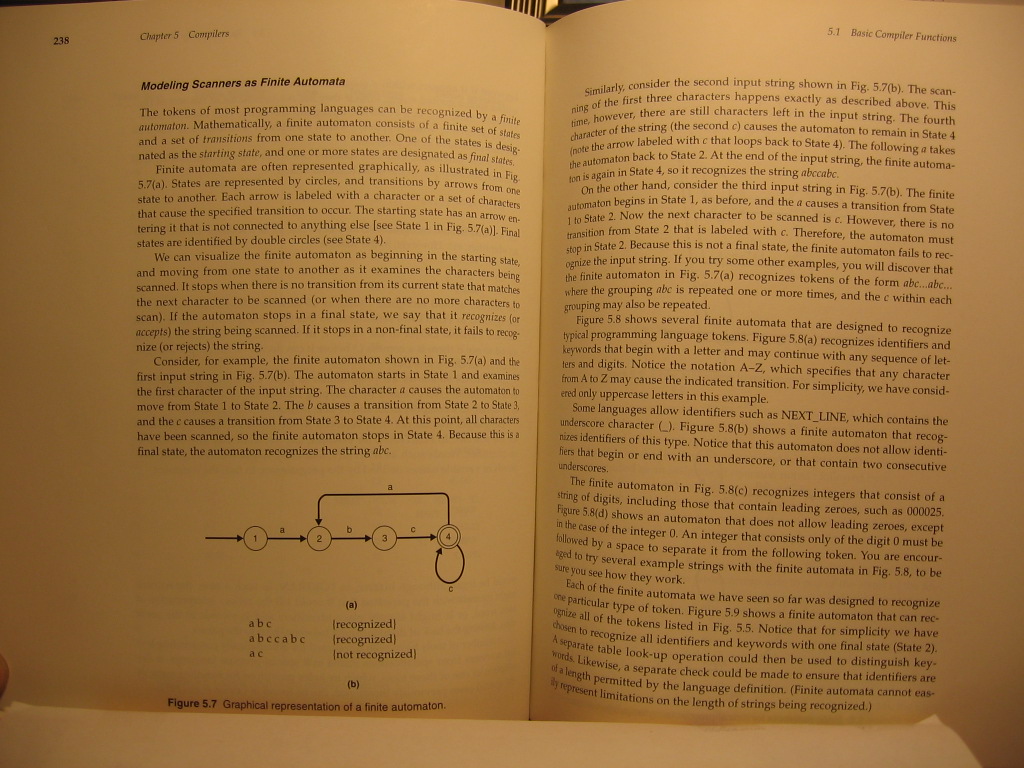 238
Chapter 5 Compilers
Modeling Scanners as Finite Automata
The tokens of most programming languages can be recognized by a finite
automaton. Mathematically, a finite automaton consists of a finite set of states
and a set of transitions from one state to another. One of the states is desig-
nated as the starting state, and one or more states are designated as final states.
Finite automata are often represented graphically, as illustrated in Fig.
5.7(a). States are represented by circles, and transitions by arrows from one
state to another. Each arrow is labeled with a character or a set of characters
that cause the specified transition to occur. The starting state has an arrow en-
tering it that is not connected to anything else [see State 1 in Fig. 5.7(a)]. Final
states are identified by double circles (see State 4).
We can visualize the finite automaton as beginning in the starting state,
and moving from one state to another as it examines the characters being
scanned. It stops when there is no transition from its current state that matches
the next character to be scanned (or when there are no more characters to
scan). If the automaton stops in a final state, we say that it recognizes (or
accepts) the string being scanned. If it stops in a non-final state, it fails to recog-
nize (or rejects) the string.
Consider, for example, the finite automaton shown in Fig. 5.7(a) and the
first input string in Fig. 5.7(b). The automaton starts in State 1 and examines
the first character of the input string. The character a causes the automaton to
move from State 1 to State 2. The b causes a transition from State 2 to State 3,
and the c causes a transition from State 3 to State 4. At this point, all characters
have been scanned, so the finite automaton stops in State 4. Because this is a
final state, the automaton recognizes the string abc.
a
1 a 2 b 3 c 4
c
(a)
a b c (recognized)
a b c c a b c (recognized)
a c (not recognized)
(b)
Figure 5.7 Graphical representation of a finite automaton.
5.1 Basic Compiler Functions
Similarly, consider the second input string shown in Fig. 5.7(b). The scan-
ning of the first three characters happens exactly as described above. This
time, however, there are still characters left in the input string. The fourth
character of the string (the second c) causes the automaton to remain in State 4
(note the arrow labeled with c that loops back to State 4). The following a takes
the automaton back to State 2. At the end of the input string, the finite automa-
ton is again in State 4, so it recognizes the string abccabc.
On the other hand, consider the third input string in Fig. 5.7(b). The finite
automaton begins in State 1, as before, and the a causes a transition from State
1 to State 2. Now the next character to be scanned is c. However, there is no
transition from State 2 that is labeled with c. Therefore, the automaton must
stop in State 2. Because this is not a final state, the finite automaton fails to rec-
ognize the input string. If you try some other examples, you will discover that
the finite automaton in Fig. 5.7(a) recognizes tokens of the form abc...abc...
where the grouping abc is repeated one or more times, and the c within each
grouping may also be repeated.
Figure 5.8 shows several finite automata that are designed to recognize
typical programming language tokens. Figure 5.8(a) recognizes identifiers and
keywords that begin with a letter and may continue with any sequence of let-
ters and digits. Notice the notation A–Z, which specifies that any character
from A to Z may cause the indicated transition. For simplicity, we have consid-
ered only uppercase letters in this example.
Some languages allow identifiers such as NEXT_LINE, which contains the
underscore character (_). Figure 5.8(b) shows a finite automaton that recog-
nizes identifiers of this type. Notice that this automaton does not allow identi-
fiers that begin or end with an underscore, or that contain two consecutive
underscores.
The finite automaton in Fig. 5.8(c) recognizes integers that consist of a
string of digits, including those that contain leading zeroes, such as 000025.
Figure 5.8(d) shows an automaton that does not allow leading zeroes, except
in the case of the integer 0. An integer that consists only of the digit 0 must be
followed by a space to separate it from the following token. You are encour-
aged to try several example strings with the finite automata in Fig. 5.8, to be
sure you see how they work.
Each of the finite automata we have seen so far was designed to recognize
one particular type of token. Figure 5.9 shows a finite automaton that can rec-
ognize all of the tokens listed in Fig. 5.5. Notice that for simplicity we have
chosen to recognize all identifiers and keywords with one final state (State 2).
A separate table look-up operation could then be used to distinguish key-
words. Likewise, a separate check could be made to ensure that identifiers are
of a length permitted by the language definition. (Finite automata cannot eas-
ily represent limitations on the length of strings being recognized.)